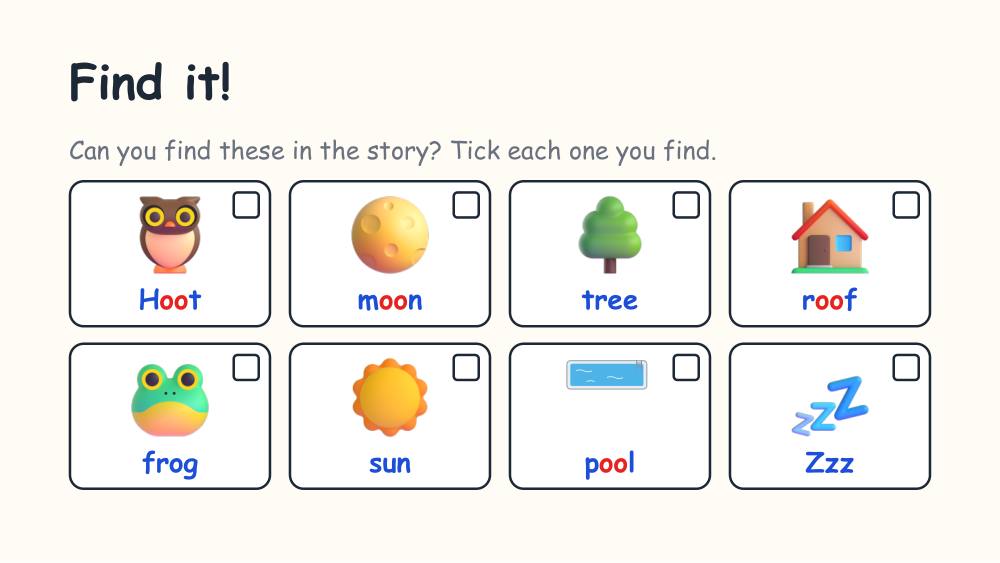 Find it!
Can you find these in the story? Tick each one you find.
Hoot moon tree roof
frog sun pool Zzz